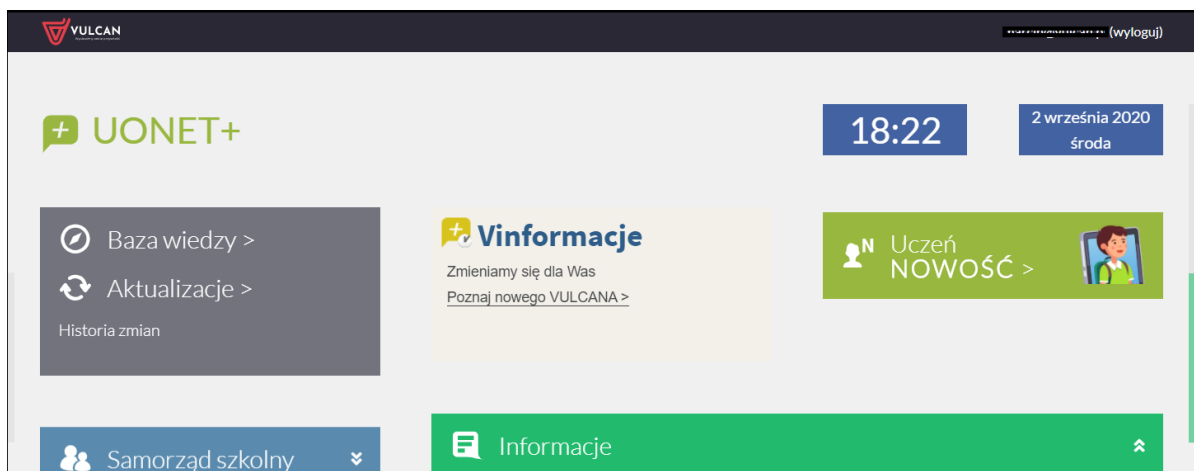 VULCAN
(wyloguj)
UONET+
18:22
2 września 2020
środa
Baza wiedzy >
Aktualizacje >
Historia zmian
Vinformacje
Zmieniamy się dla Was
Poznaj nowego VULCANA >
N Uczeń
NOWOŚĆ >
Samorząd szkolny
Informacje